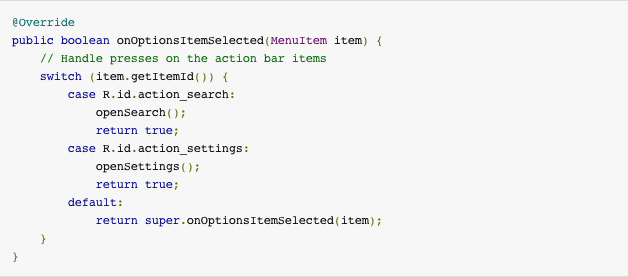 @Override
public boolean onOptionsItemSelected(MenuItem item) {
    // Handle presses on the action bar items
    switch (item.getItemId()) {
        case R.id.action_search:
            openSearch();
            return true;
        case R.id.action_settings:
            openSettings();
            return true;
        default:
            return super.onOptionsItemSelected(item);
    }
}